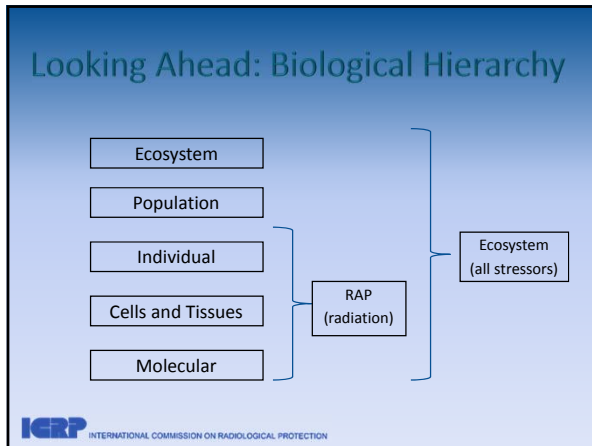 Looking Ahead: Biological Hierarchy
Ecosystem
Population
Individual
Cells and Tissues
Molecular
RAP
(radiation)
Ecosystem
(all stressors)
ICRP INTERNATIONAL COMMISSION ON RADIOLOGICAL PROTECTION